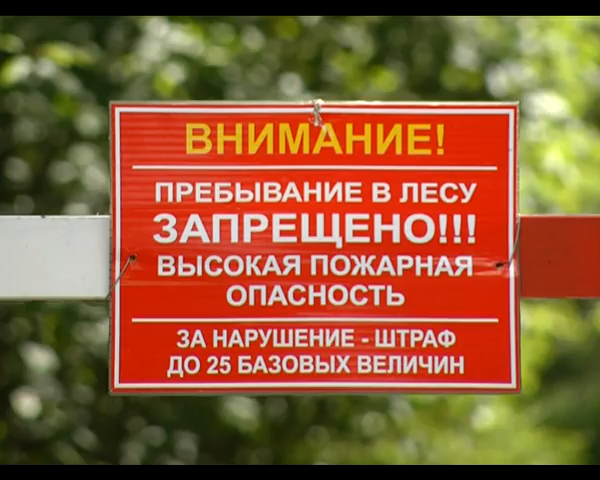 ВНИМАНИЕ!
ПРЕБЫВАНИЕ В ЛЕСУ
ЗАПРЕЩЕНО!!!
ВЫСОКАЯ ПОЖАРНАЯ
ОПАСНОСТЬ
ЗА НАРУШЕНИЕ - ШТРАФ
ДО 25 БАЗОВЫХ ВЕЛИЧИН